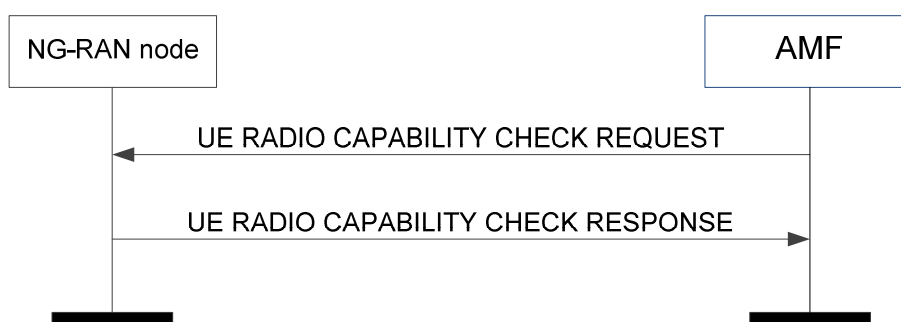 NG-RAN node
AMF
UE RADIO CAPABILITY CHECK REQUEST
UE RADIO CAPABILITY CHECK RESPONSE